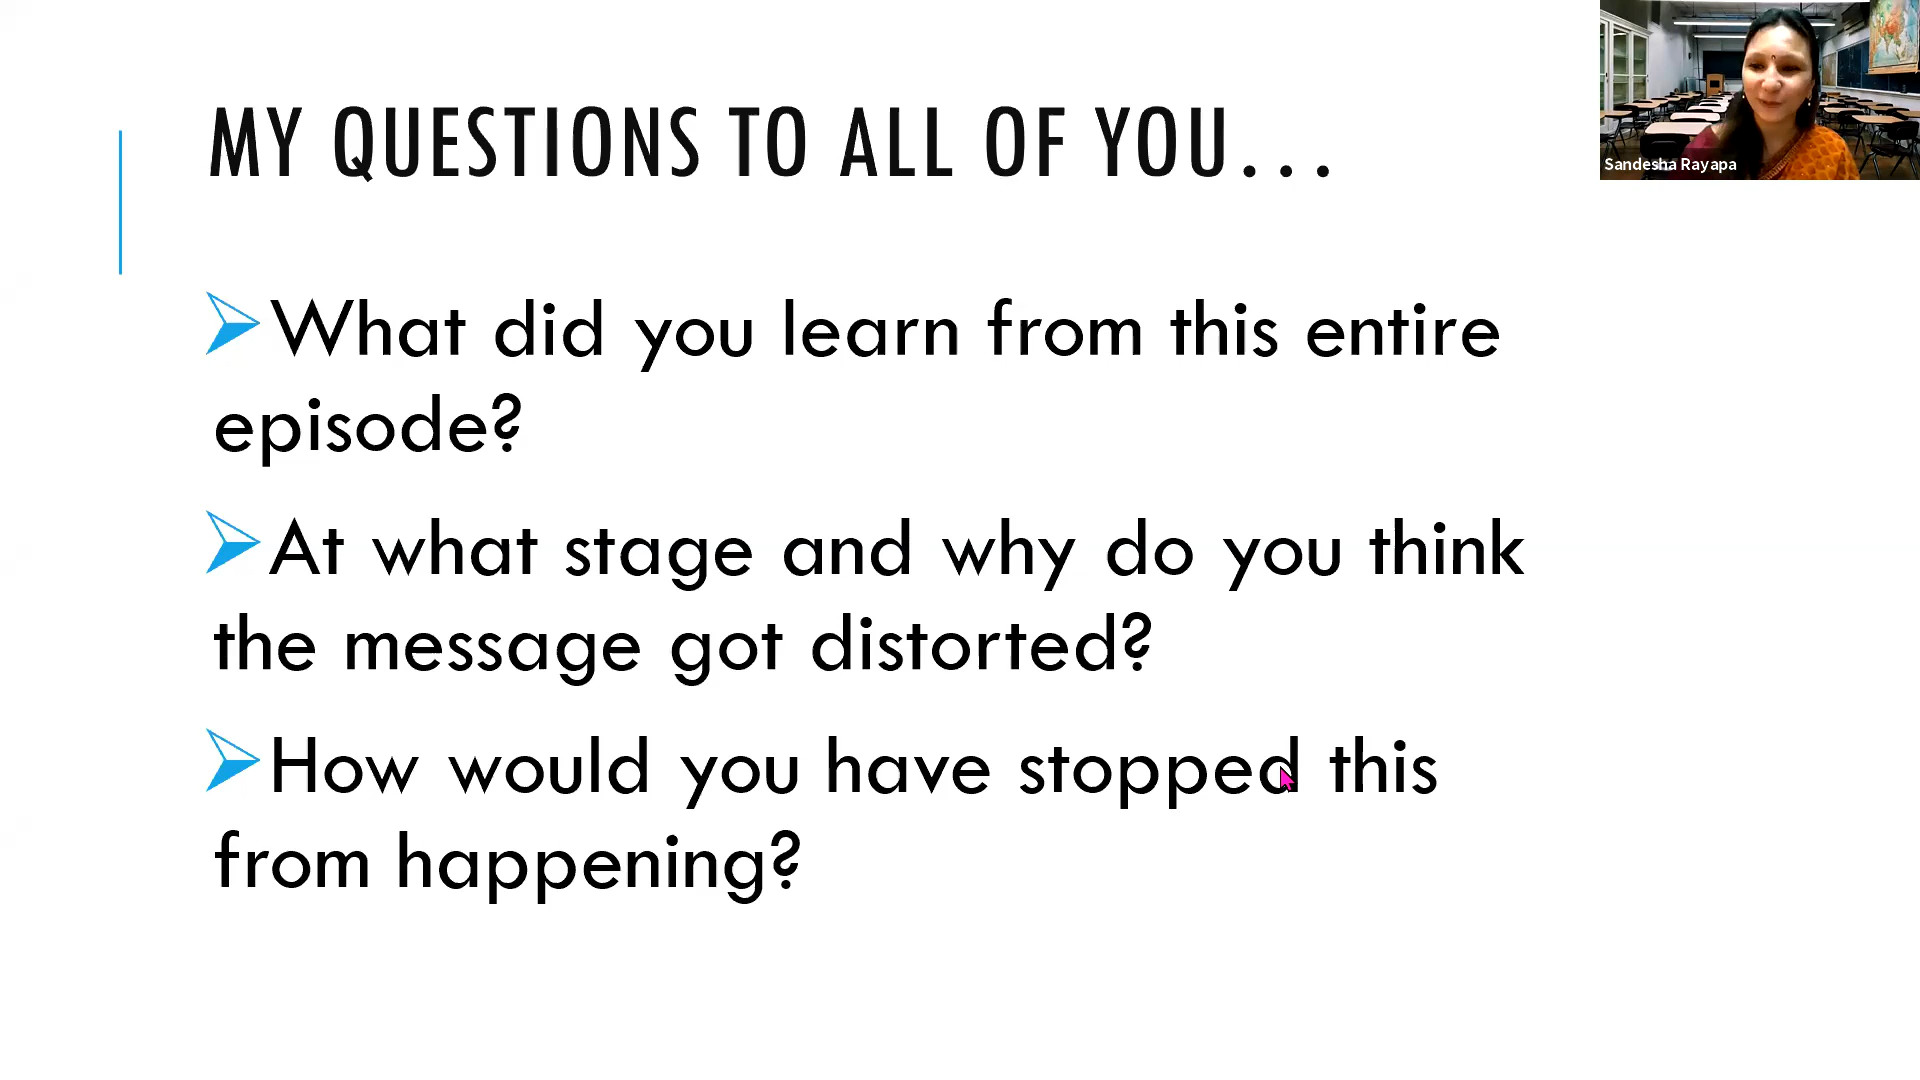 MY QUESTIONS TO ALL OF YOU...
Sandesha Rayapa
What did you learn from this entire
episode?
At what stage and why do you think
the message got distorted?
How would you have stopped this
from happening?